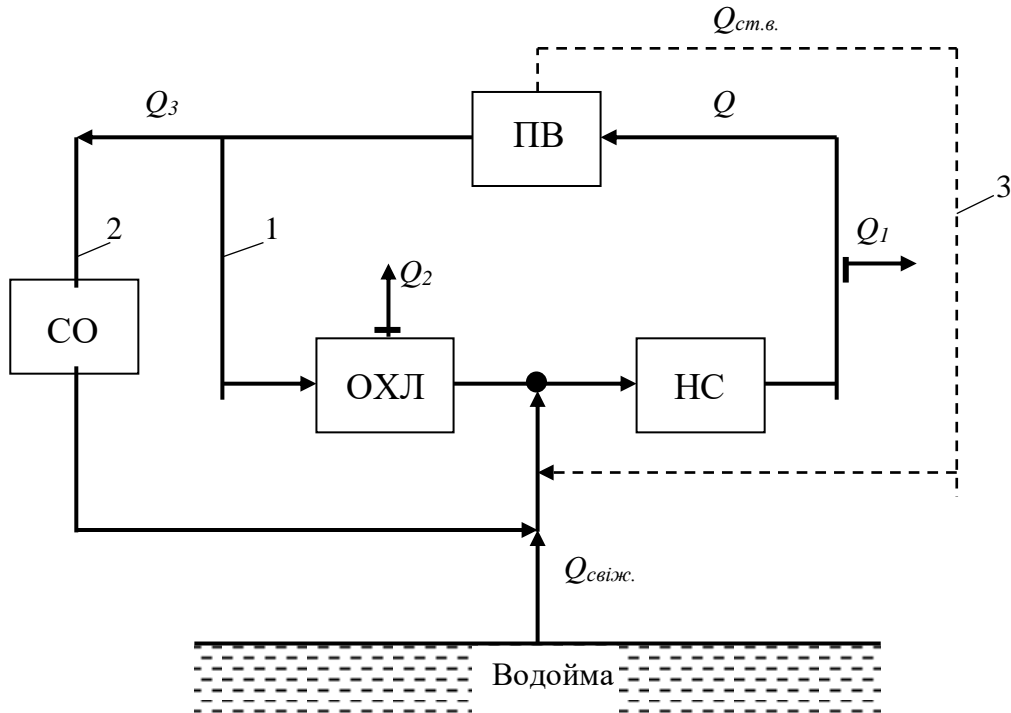 Qст.в.
Q3
ПВ
Q
3
2
1
Q1
Q2
СО
ОХЛ
НС
Qсвіж.
Водойма